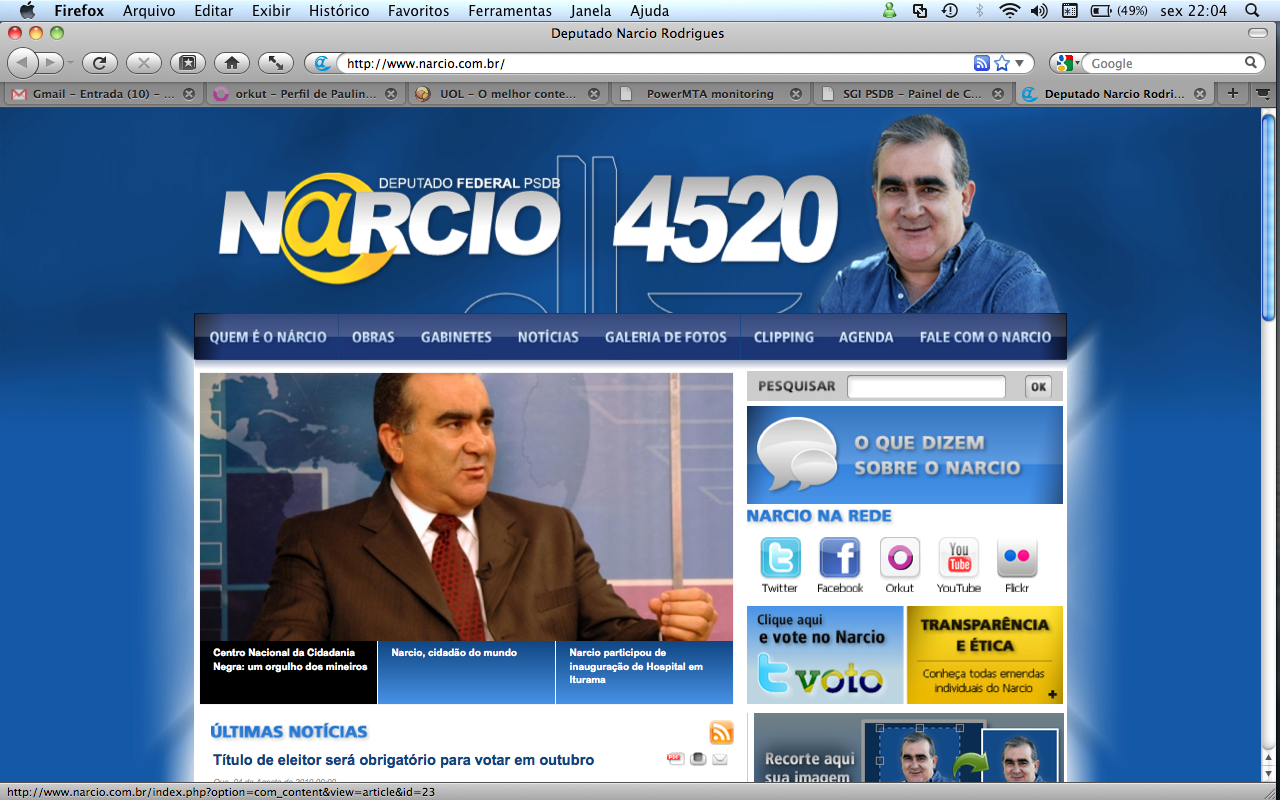 Firefox Arquivo Editar Exibir Histórico Favoritos Ferramentas Janela Ajuda (49%) sex 22:04
Deputado Narcio Rodrigues
http://www.narcio.com.br/ Google
Gmail - Entrada (10) - ... orkut - Perfil de Paulin... UOL - O melhor conte... PowerMTA monitoring SGI PSDB - Painel de C... Deputado Narcio Rodri...
DEPUTADO FEDERAL PSDB
N@RCIO 4520
QUEM É O NÁRCIO OBRAS GABINETES NOTÍCIAS GALERIA DE FOTOS CLIPPING AGENDA FALE COM O NARCIO
PESQUISAR OK
O QUE DIZEM
SOBRE O NARCIO
NARCIO NA REDE
You
Tube
Twitter Facebook Orkut YouTube Flickr
Clique aqui
e vote no Narcio
tvoto
TRANSPARÊNCIA
E ÉTICA
Conheça todas emendas
individuais do Narcio
Centro Nacional da Cidadania
Negra: um orgulho dos mineiros
Narcio, cidadão do mundo
Narcio participou de
inauguração de Hospital em
Iturama
ÚLTIMAS NOTÍCIAS
Título de eleitor será obrigatório para votar em outubro
PDF
Recorte aqui
sua imagem
http://www.narcio.com.br/index.php?option=com_content&view=article&id=23